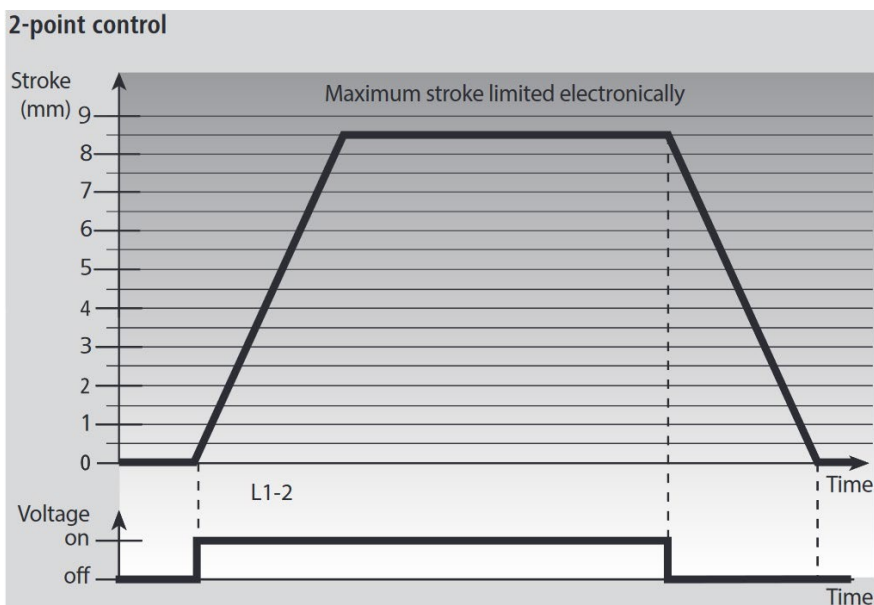 2-point control
Stroke
(mm)
Maximum stroke limited electronically
9
8
7
6
5
4
3
2
1
0
Time
L1-2
Voltage
on
off
Time